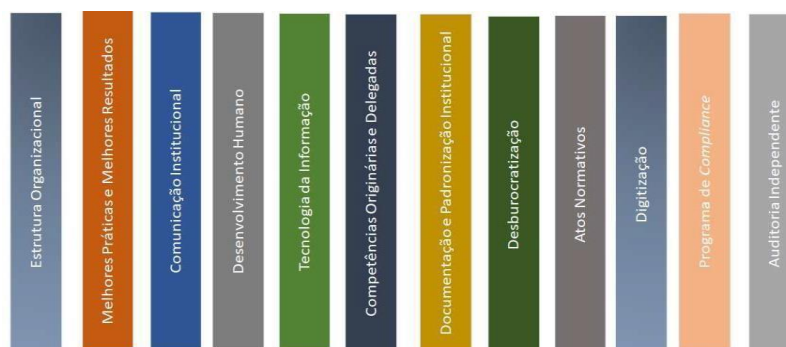 Estrutura Organizacional
Melhores Práticas e Melhores Resultados
Comunicação Institucional
Desenvolvimento Humano
Tecnologia da Informação
Competências Originárias e Delegadas
Documentação e Padronização Institucional
Desburocratização
Atos Normativos
Digitização
Programa de Compliance
Auditoria Independente